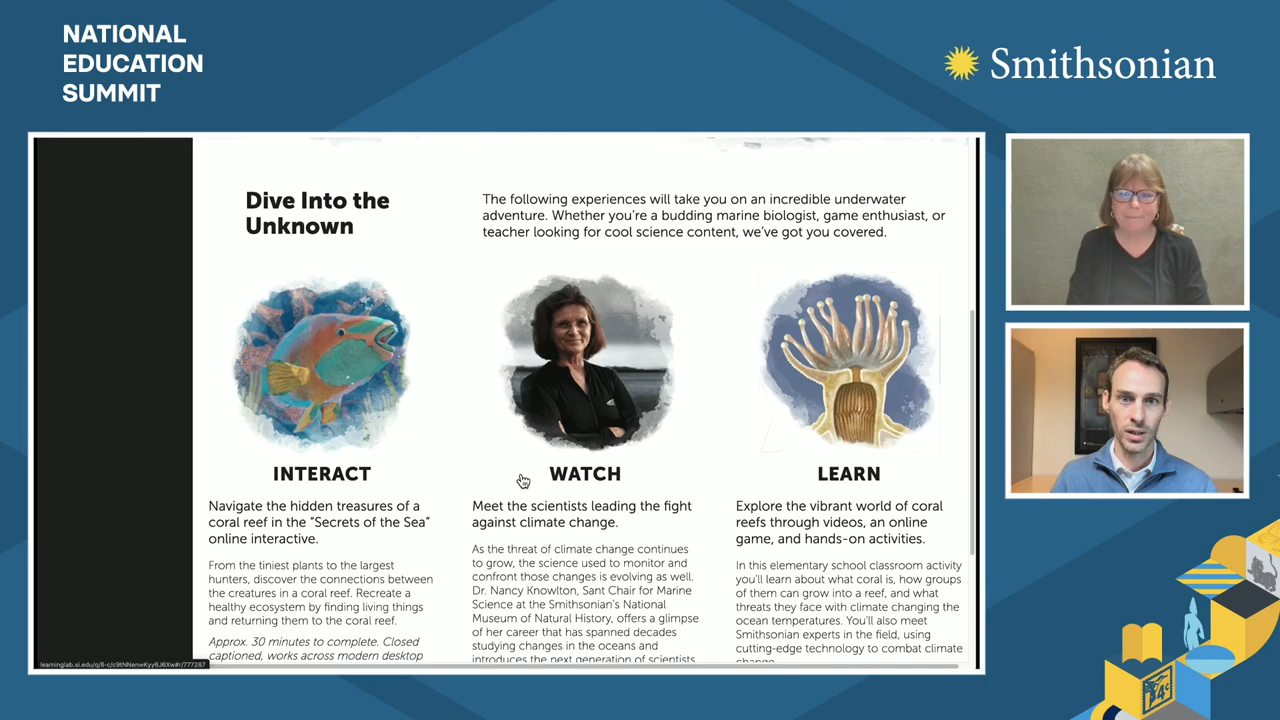 NATIONAL
EDUCATION
SUMMIT
Smithsonian
Dive Into the
Unknown
The following experiences will take you on an incredible underwater
adventure. Whether you’re a budding marine biologist, game enthusiast, or
teacher looking for cool science content, we’ve got you covered.
INTERACT
Navigate the hidden treasures of a
coral reef in the “Secrets of the Sea”
online interactive.
From the tiniest plants to the largest
hunters, discover the connections between
the creatures in a coral reef. Recreate a
healthy ecosystem by finding living things
and returning them to the coral reef.
Approx. 30 minutes to complete. Closed
captioned, works across modern desktop
WATCH
Meet the scientists leading the fight
against climate change.
As the threat of climate change continues
to grow, the science used to monitor and
confront those changes is evolving as well.
Dr. Nancy Knowlton, Sant Chair for Marine
Science at the Smithsonian’s National
Museum of Natural History, offers a glimpse
of her career that has spanned decades
studying changes in the oceans and
introduces the next generation of scientists
LEARN
Explore the vibrant world of coral
reefs through videos, an online
game, and hands-on activities.
In this elementary school classroom activity
you’ll learn about what coral is, how groups
of them can grow into a reef, and what
threats they face with climate changing the
ocean temperatures. You’ll also meet
Smithsonian experts in the field, using
cutting-edge technology to combat climate
change.